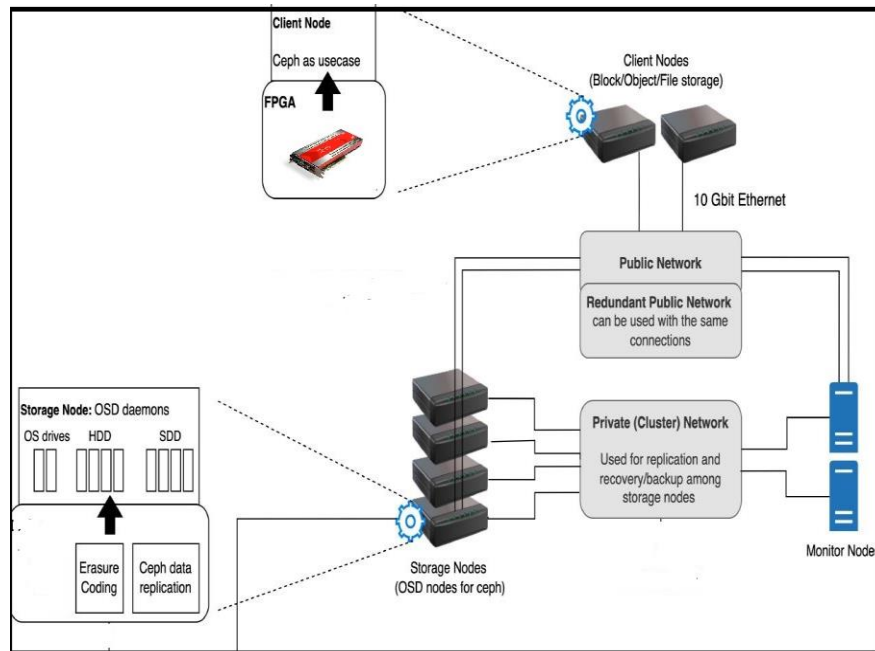 Client Node
Ceph as usecase
FPGA
Client Nodes
(Block/Object/File storage)
10 Gbit Ethernet
Public Network
Redundant Public Network
can be used with the same
connections
Storage Node: OSD daemons
OS drives HDD SDD
Erasure
Coding
Ceph data
replication
Storage Nodes
(OSD nodes for ceph)
Private (Cluster) Network
Used for replication and
recovery/backup among
storage nodes
Monitor Node